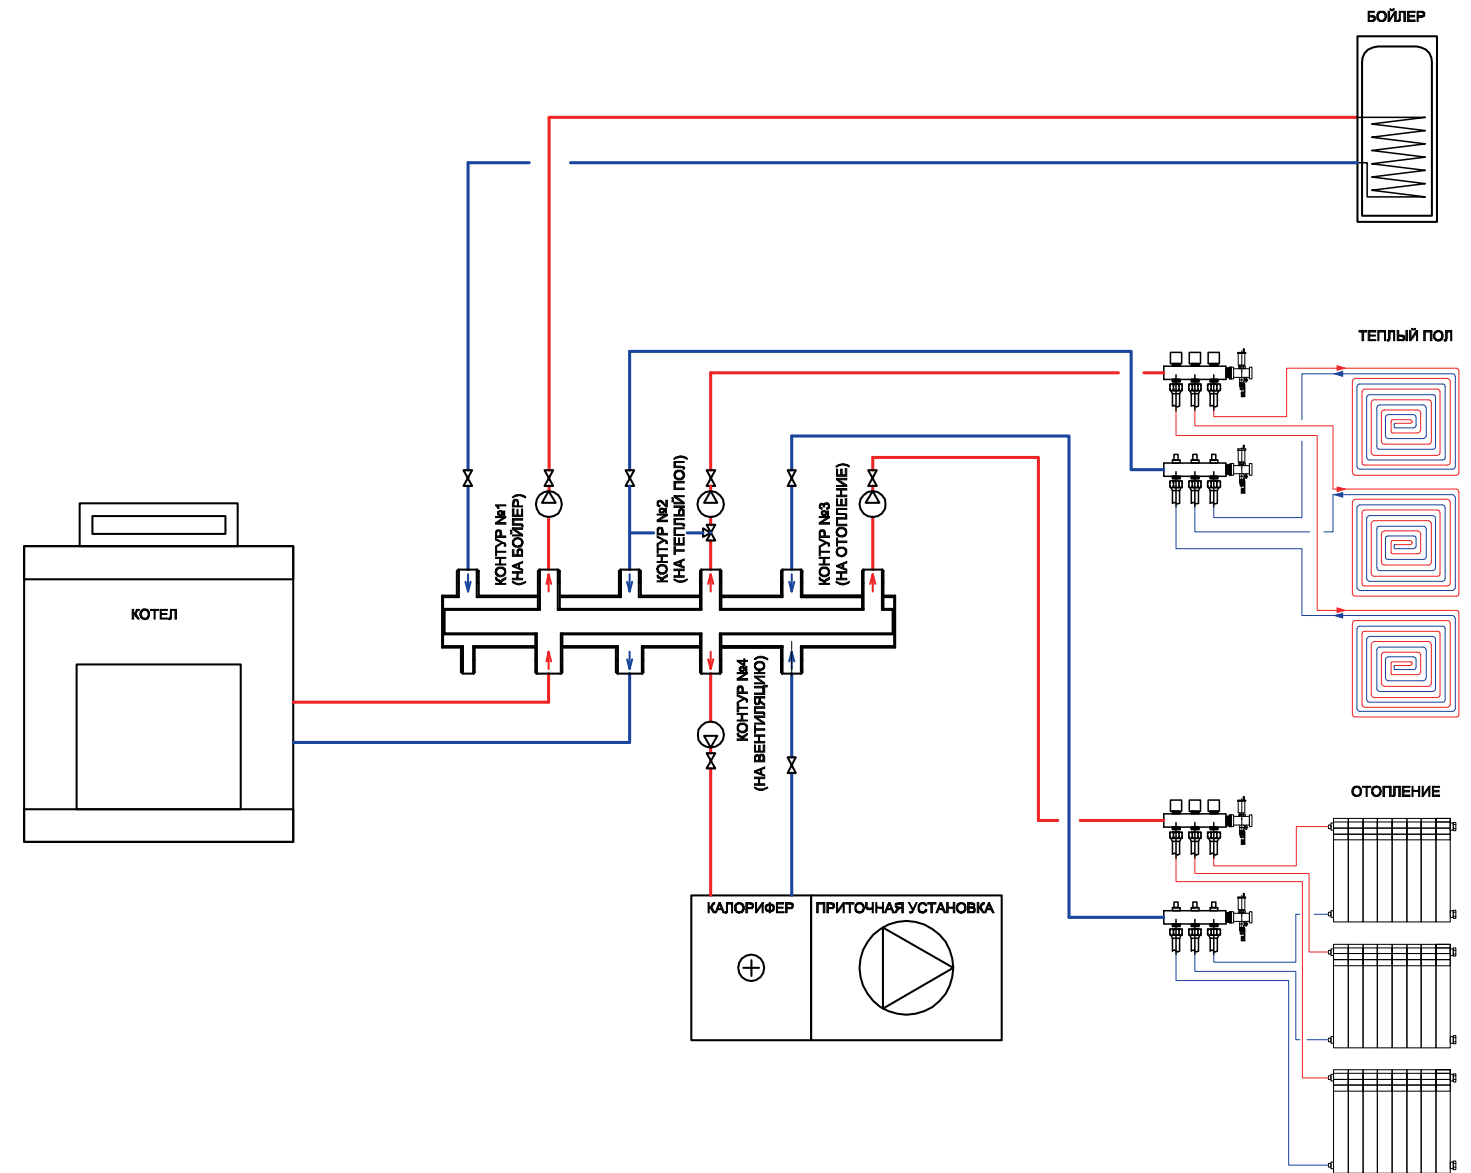 БОЙЛЕР
ТЕПЛЫЙ ПОЛ
КОНТУР №1
(НА БОЙЛЕР)
КОНТУР №2
(НА ТЕПЛЫЙ ПОЛ)
КОНТУР №3
(НА ОТОПЛЕНИЕ)
КОТЕЛ
КОНТУР №4
(НА ВЕНТИЛЯЦИЮ)
ОТОПЛЕНИЕ
КАЛОРИФЕР
ПРИТОЧНАЯ УСТАНОВКА